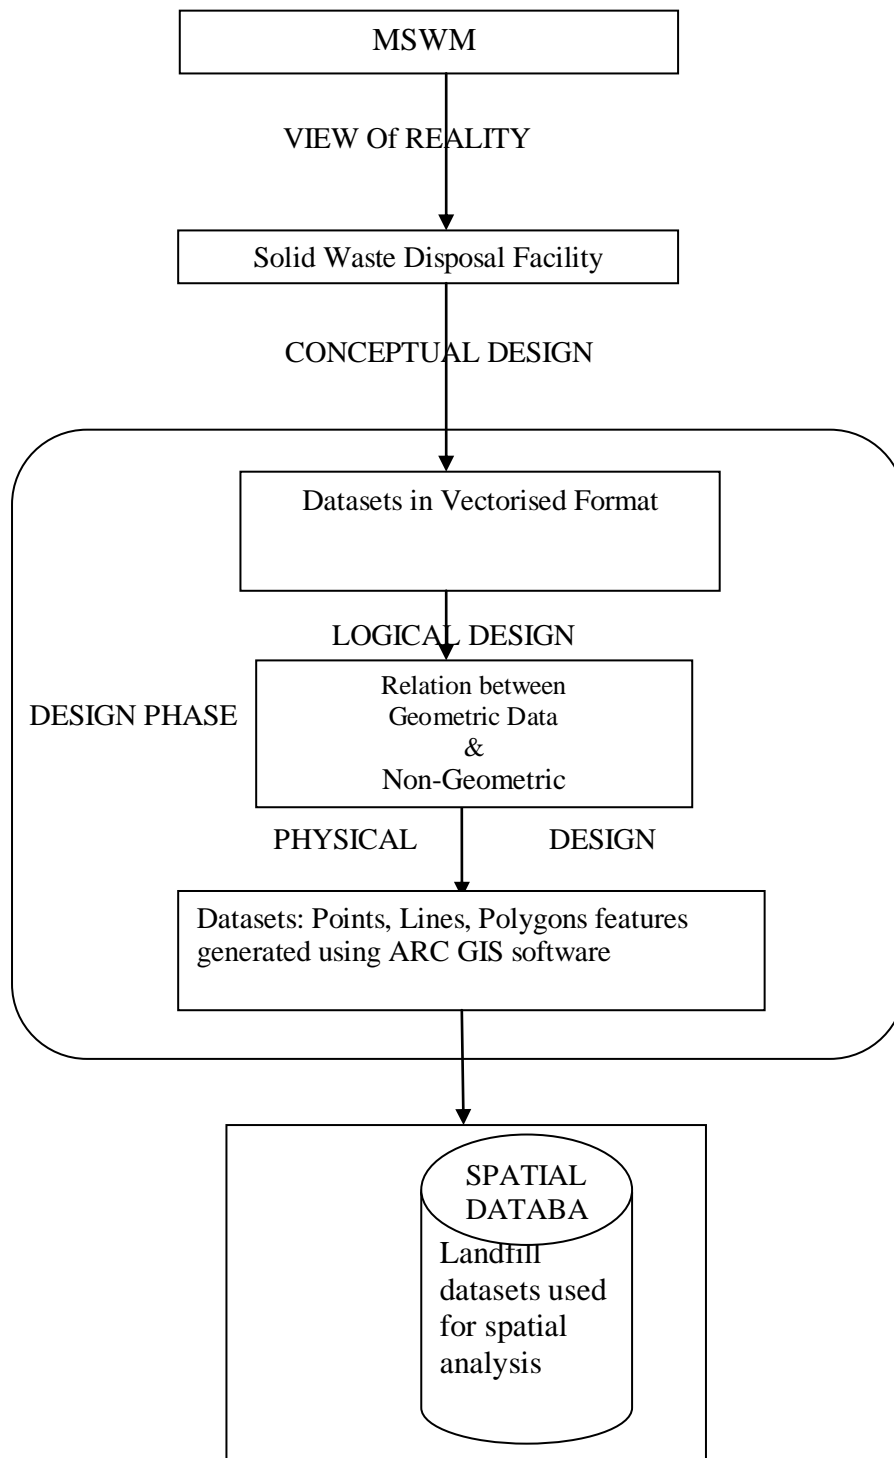 MSWM
VIEW Of REALITY
Solid Waste Disposal Facility
CONCEPTUAL DESIGN
Datasets in Vectorised Format
LOGICAL DESIGN
Relation between
Geometric Data
&
Non-Geometric
DESIGN PHASE
PHYSICAL DESIGN
Datasets: Points, Lines, Polygons features
generated using ARC GIS software
SPATIAL
DATABA
Landfill
datasets used
for spatial
analysis